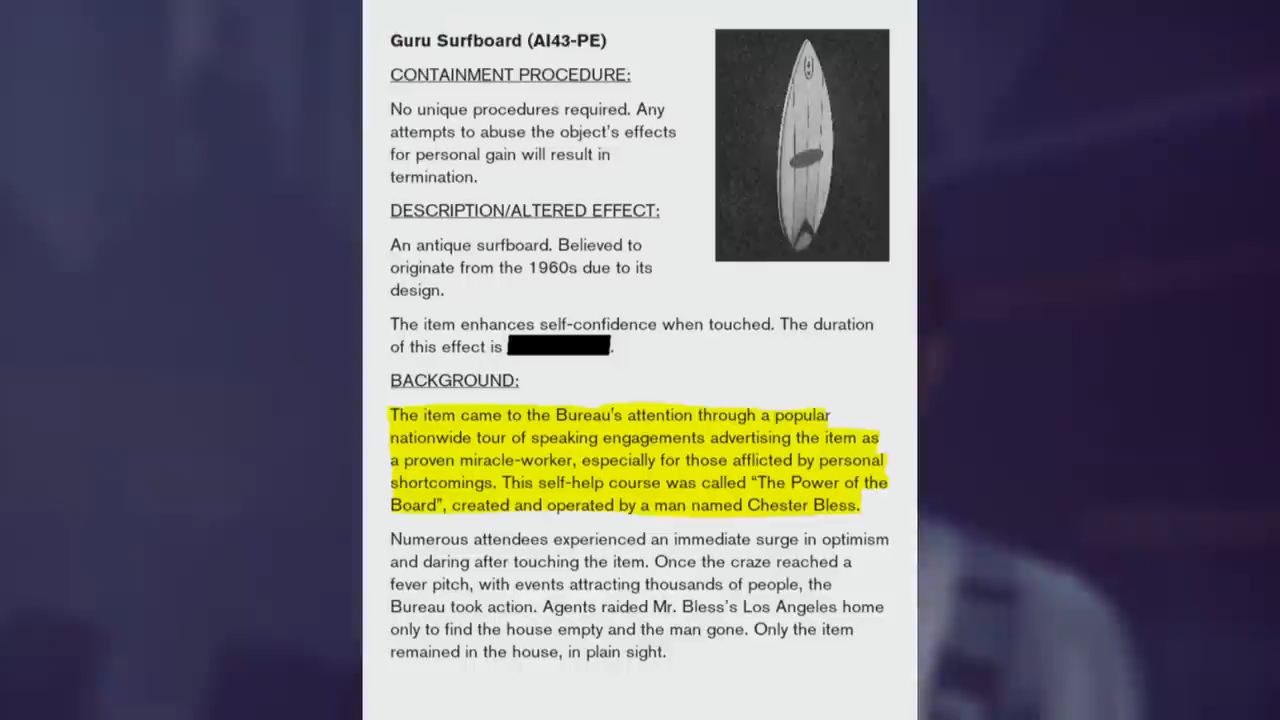 Guru Surfboard (AI43-PE)
CONTAINMENT PROCEDURE:
No unique procedures required. Any
attempts to abuse the object's effects
for personal gain will result in
termination.
DESCRIPTION/ALTERED EFFECT:
An antique surfboard. Believed to
originate from the 1960s due to its
design.
The item enhances self-confidence when touched. The duration
of this effect is .
BACKGROUND:
The item came to the Bureau's attention through a popular
nationwide tour of speaking engagements advertising the item as
a proven miracle-worker, especially for those afflicted by personal
shortcomings. This self-help course was called “The Power of the
Board”, created and operated by a man named Chester Bless.
Numerous attendees experienced an immediate surge in optimism
and daring after touching the item. Once the craze reached a
fever pitch, with events attracting thousands of people, the
Bureau took action. Agents raided Mr. Bless's Los Angeles home
only to find the house empty and the man gone. Only the item
remained in the house, in plain sight.